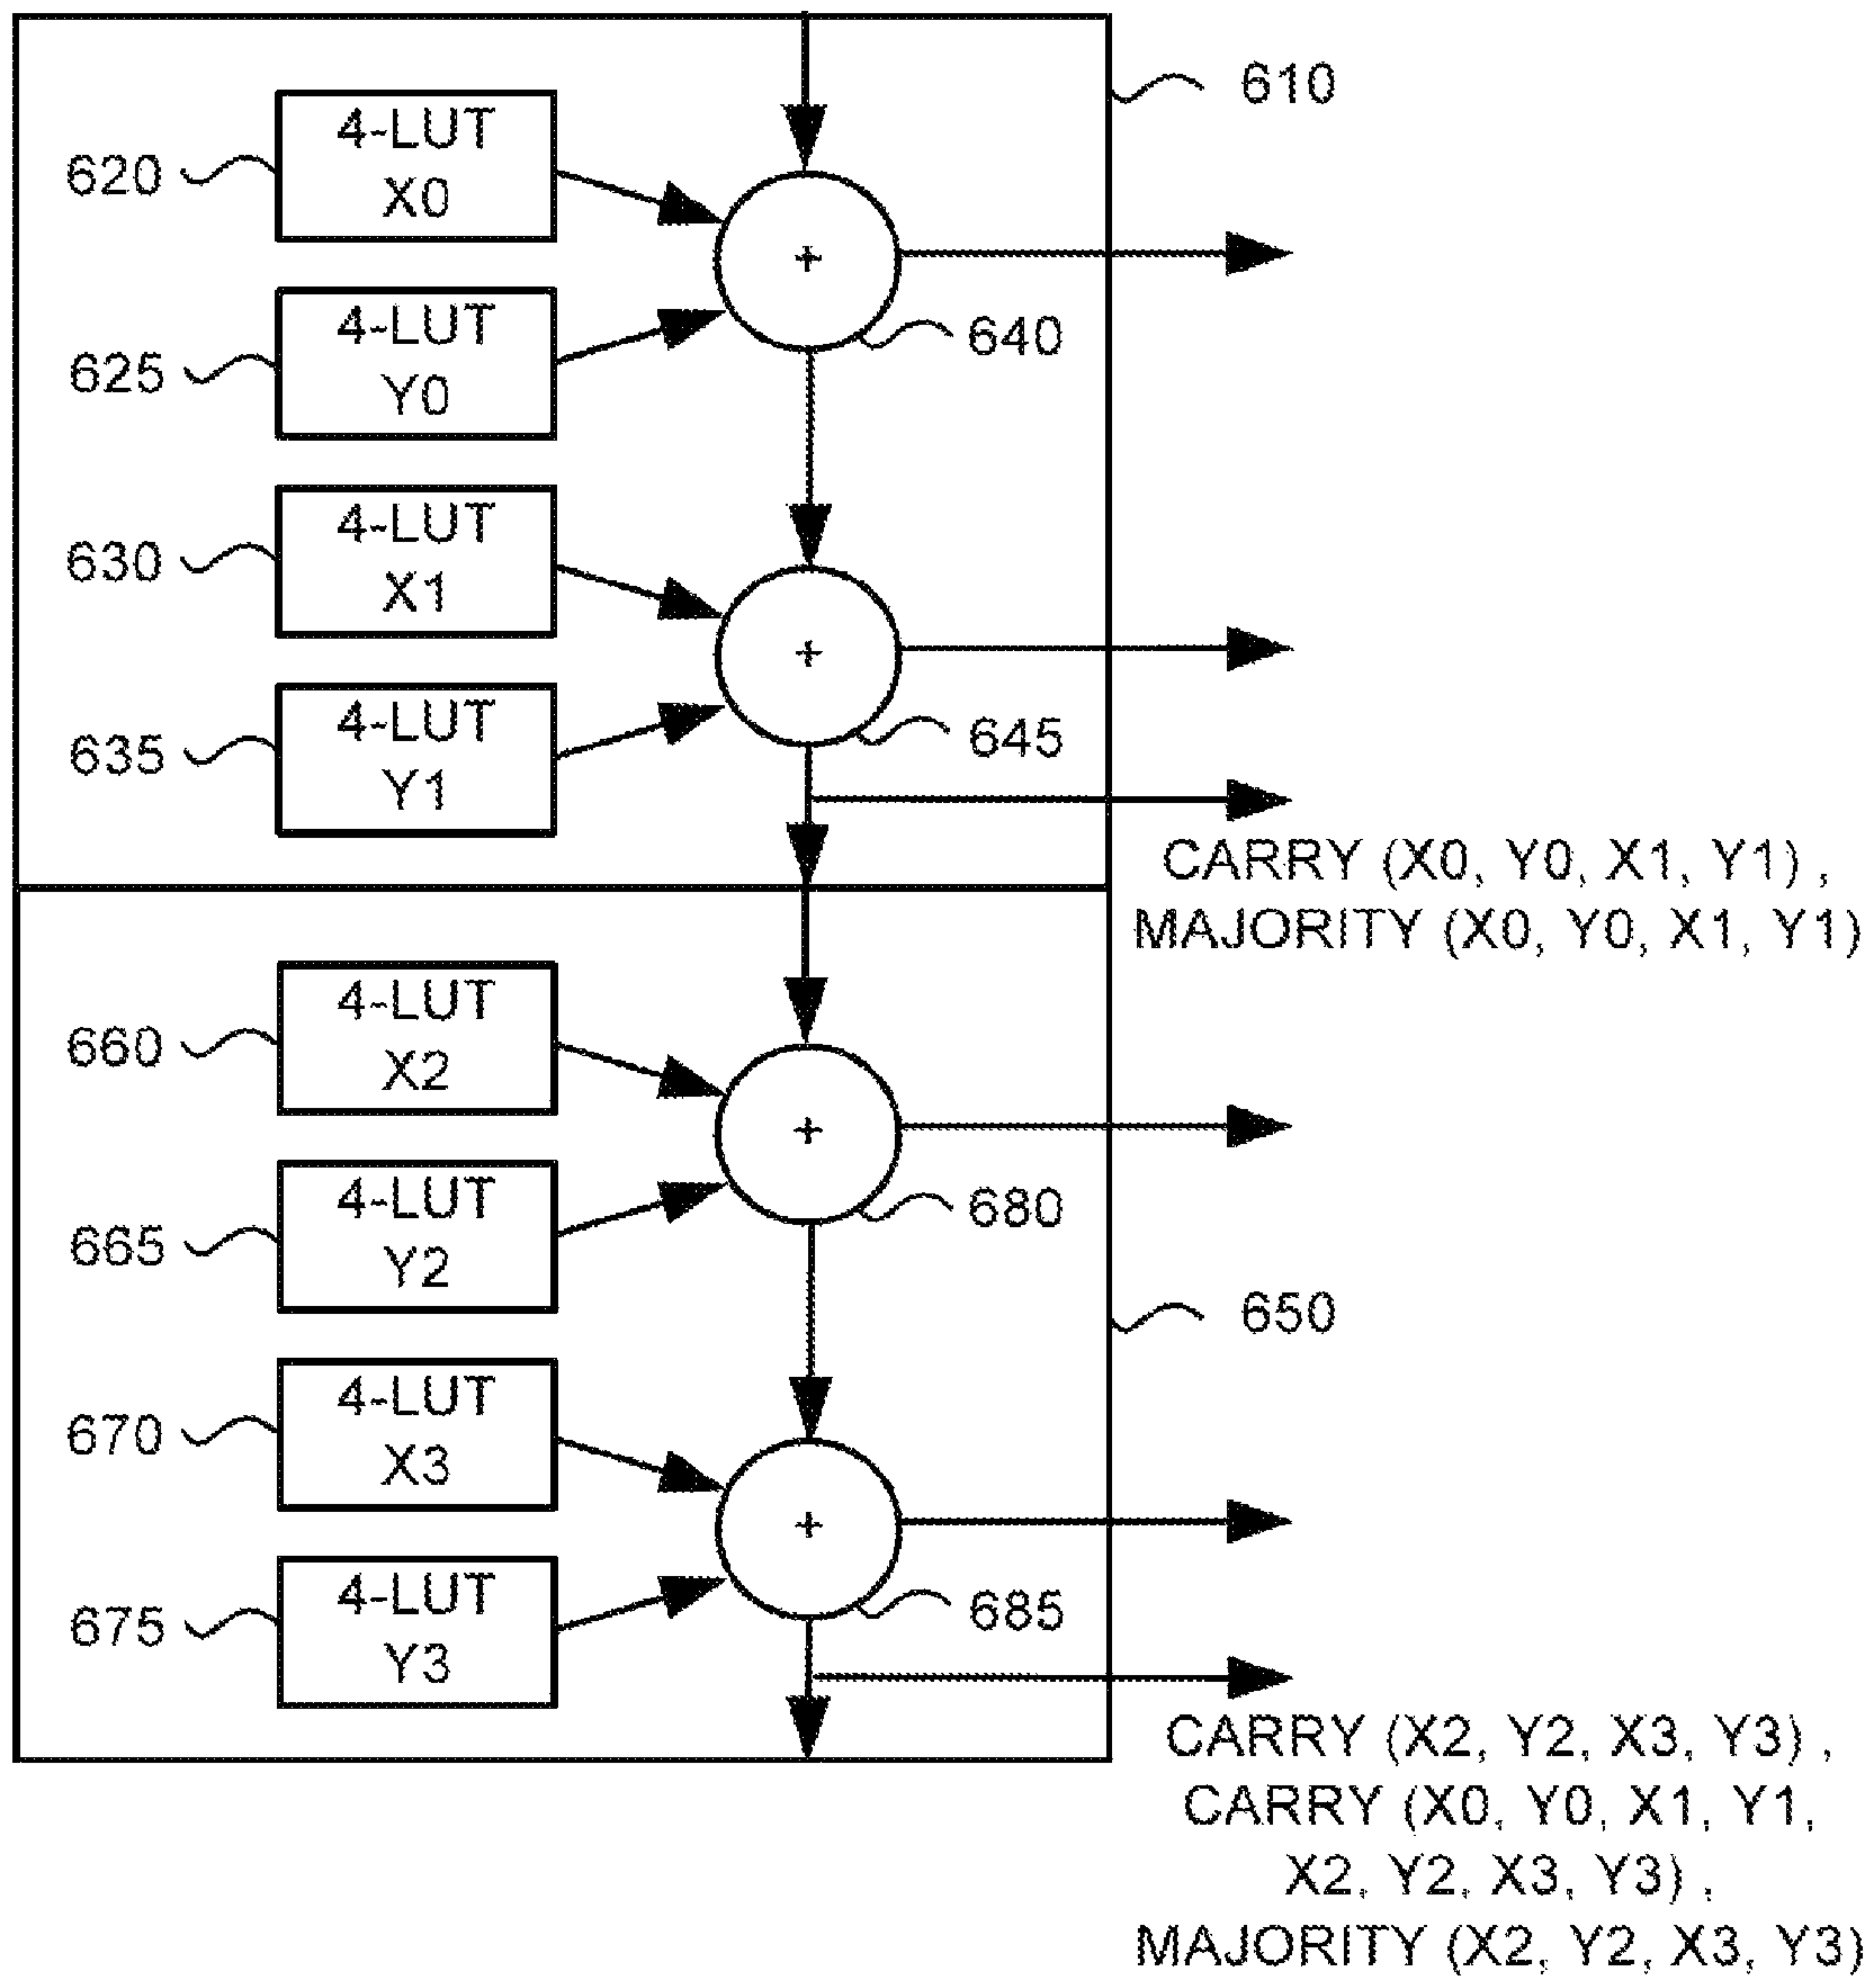 610
4-LUT
X0
620
+
4-LUT
Y0
625
640
4-LUT
X1
630
+
4-LUT
Y1
635
645
CARRY (X0, Y0, X1, Y1) ,
MAJORITY (X0, Y0, X1, Y1)
4-LUT
X2
660
+
4-LUT
Y2
665
680
650
4-LUT
X3
670
+
4-LUT
Y3
675
685
CARRY (X2, Y2, X3, Y3) ,
CARRY (X0, Y0, X1, Y1,
X2, Y2, X3, Y3) ,
MAJORITY (X2, Y2, X3, Y3)